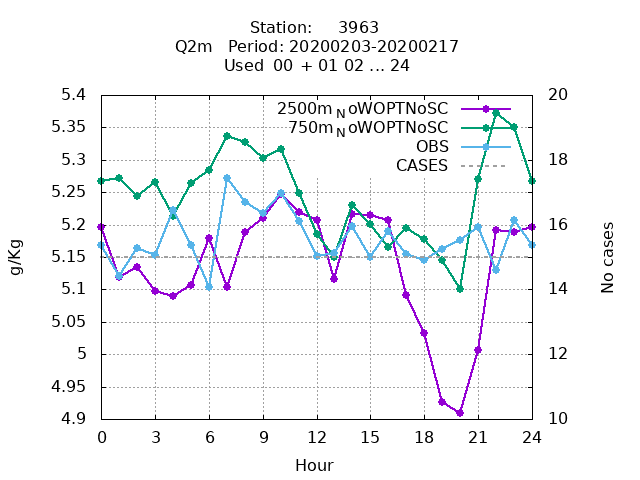 Station: 3963
Q2m Period: 20200203-20200217
Used 00 + 01 02 ... 24
5.4
5.35
5.3
5.25
5.2
5.15
5.1
5.05
5
4.95
4.9
g/Kg
2500m NoWOPTNoSC
750m NoWOPTNoSC
OBS
CASES
20
18
16
14
12
10
No cases
0 3 6 9 12 15 18 21 24
Hour